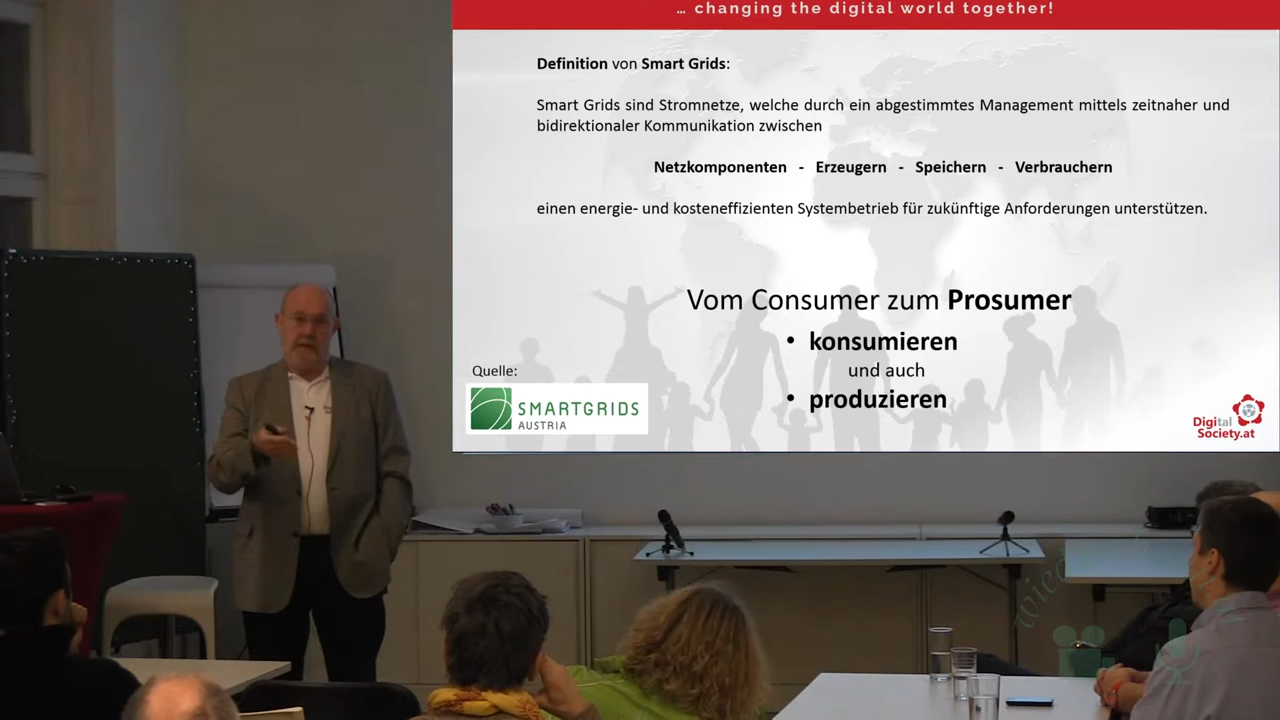 … changing the digital world together!
Definition von Smart Grids:
Smart Grids sind Stromnetze, welche durch ein abgestimmtes Management mittels zeitnaher und
bidirektionaler Kommunikation zwischen
Netzkomponenten - Erzeugern - Speichern - Verbrauchern
einen energie- und kosteneffizienten Systembetrieb für zukünftige Anforderungen unterstützen.
Vom Consumer zum Prosumer
• konsumieren
und auch
• produzieren
Quelle:
SMARTGRIDS
AUSTRIA
Digital
Society.at